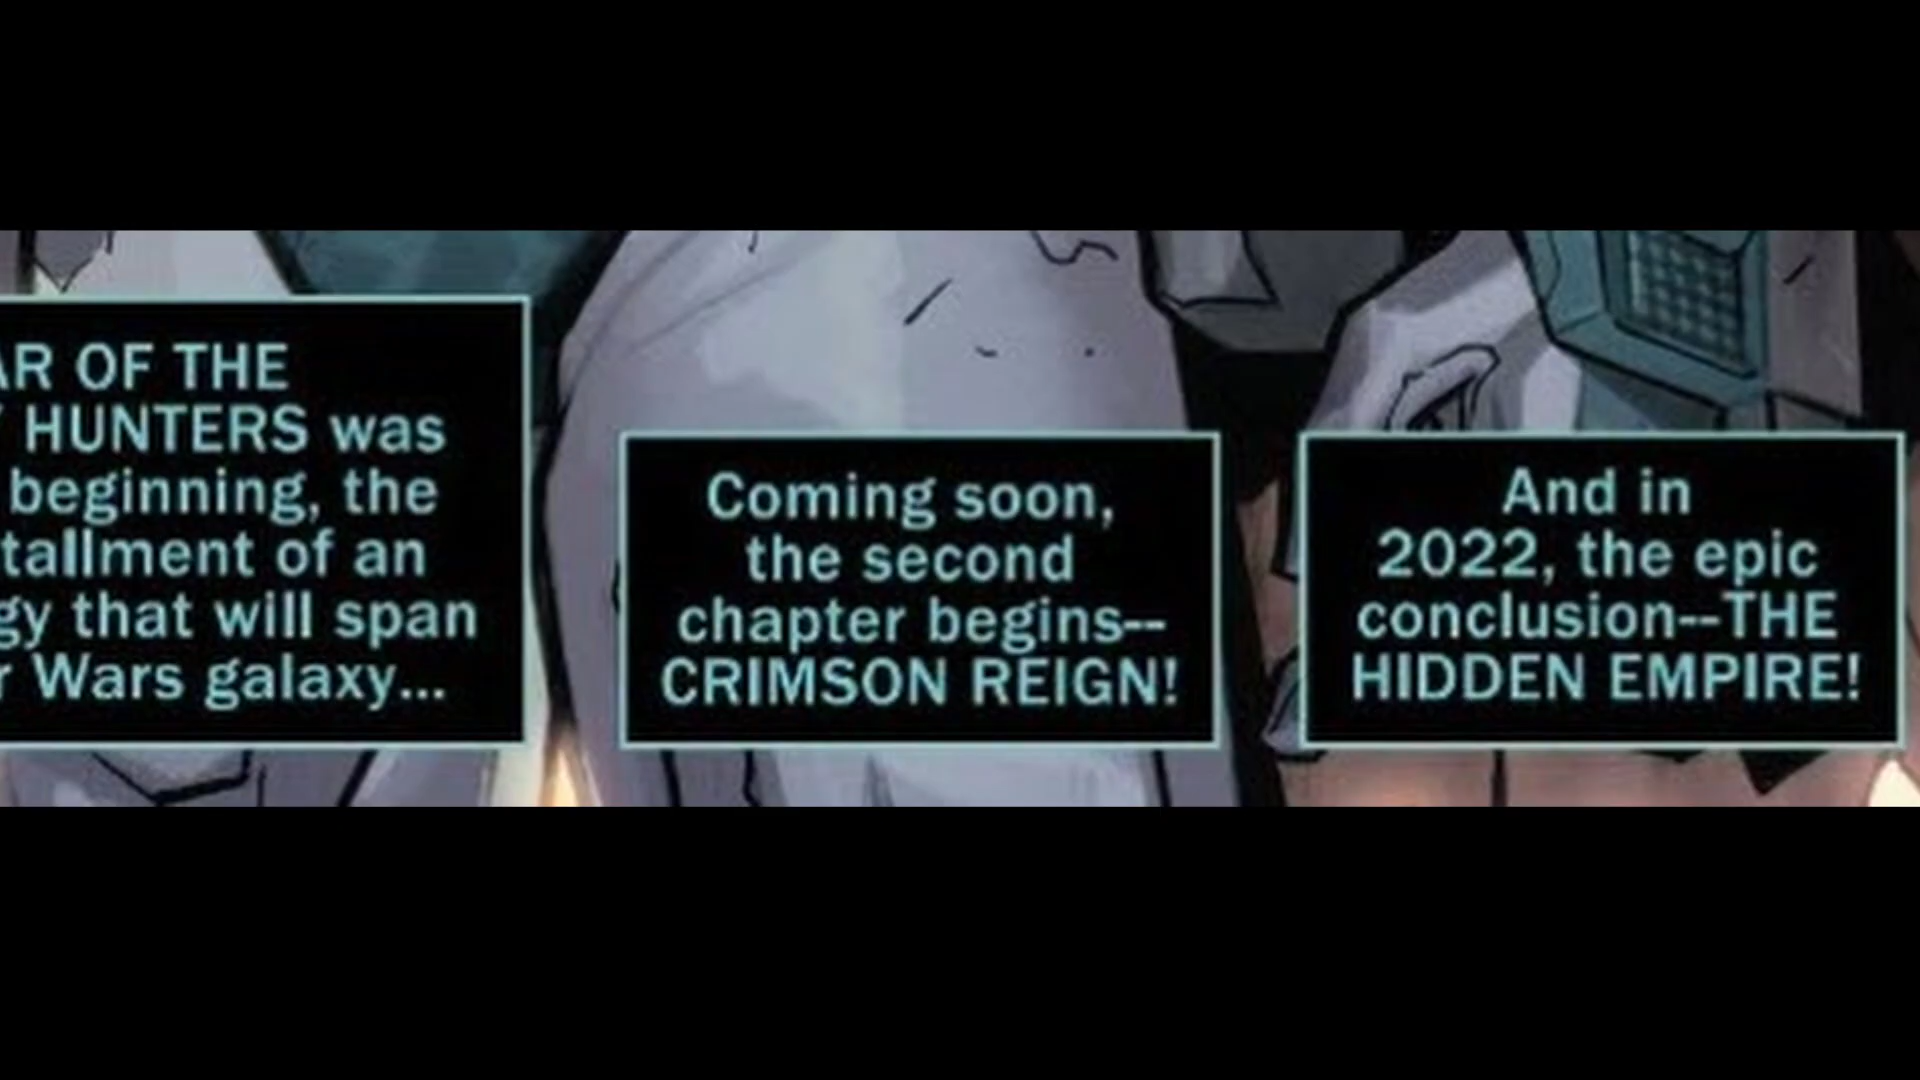 AR OF THE
HUNTERS was
beginning, the
tallment of an
gy that will span
r Wars galaxy...
Coming soon,
the second
chapter begins--
CRIMSON REIGN!
And in
2022, the epic
conclusion--THE
HIDDEN EMPIRE!